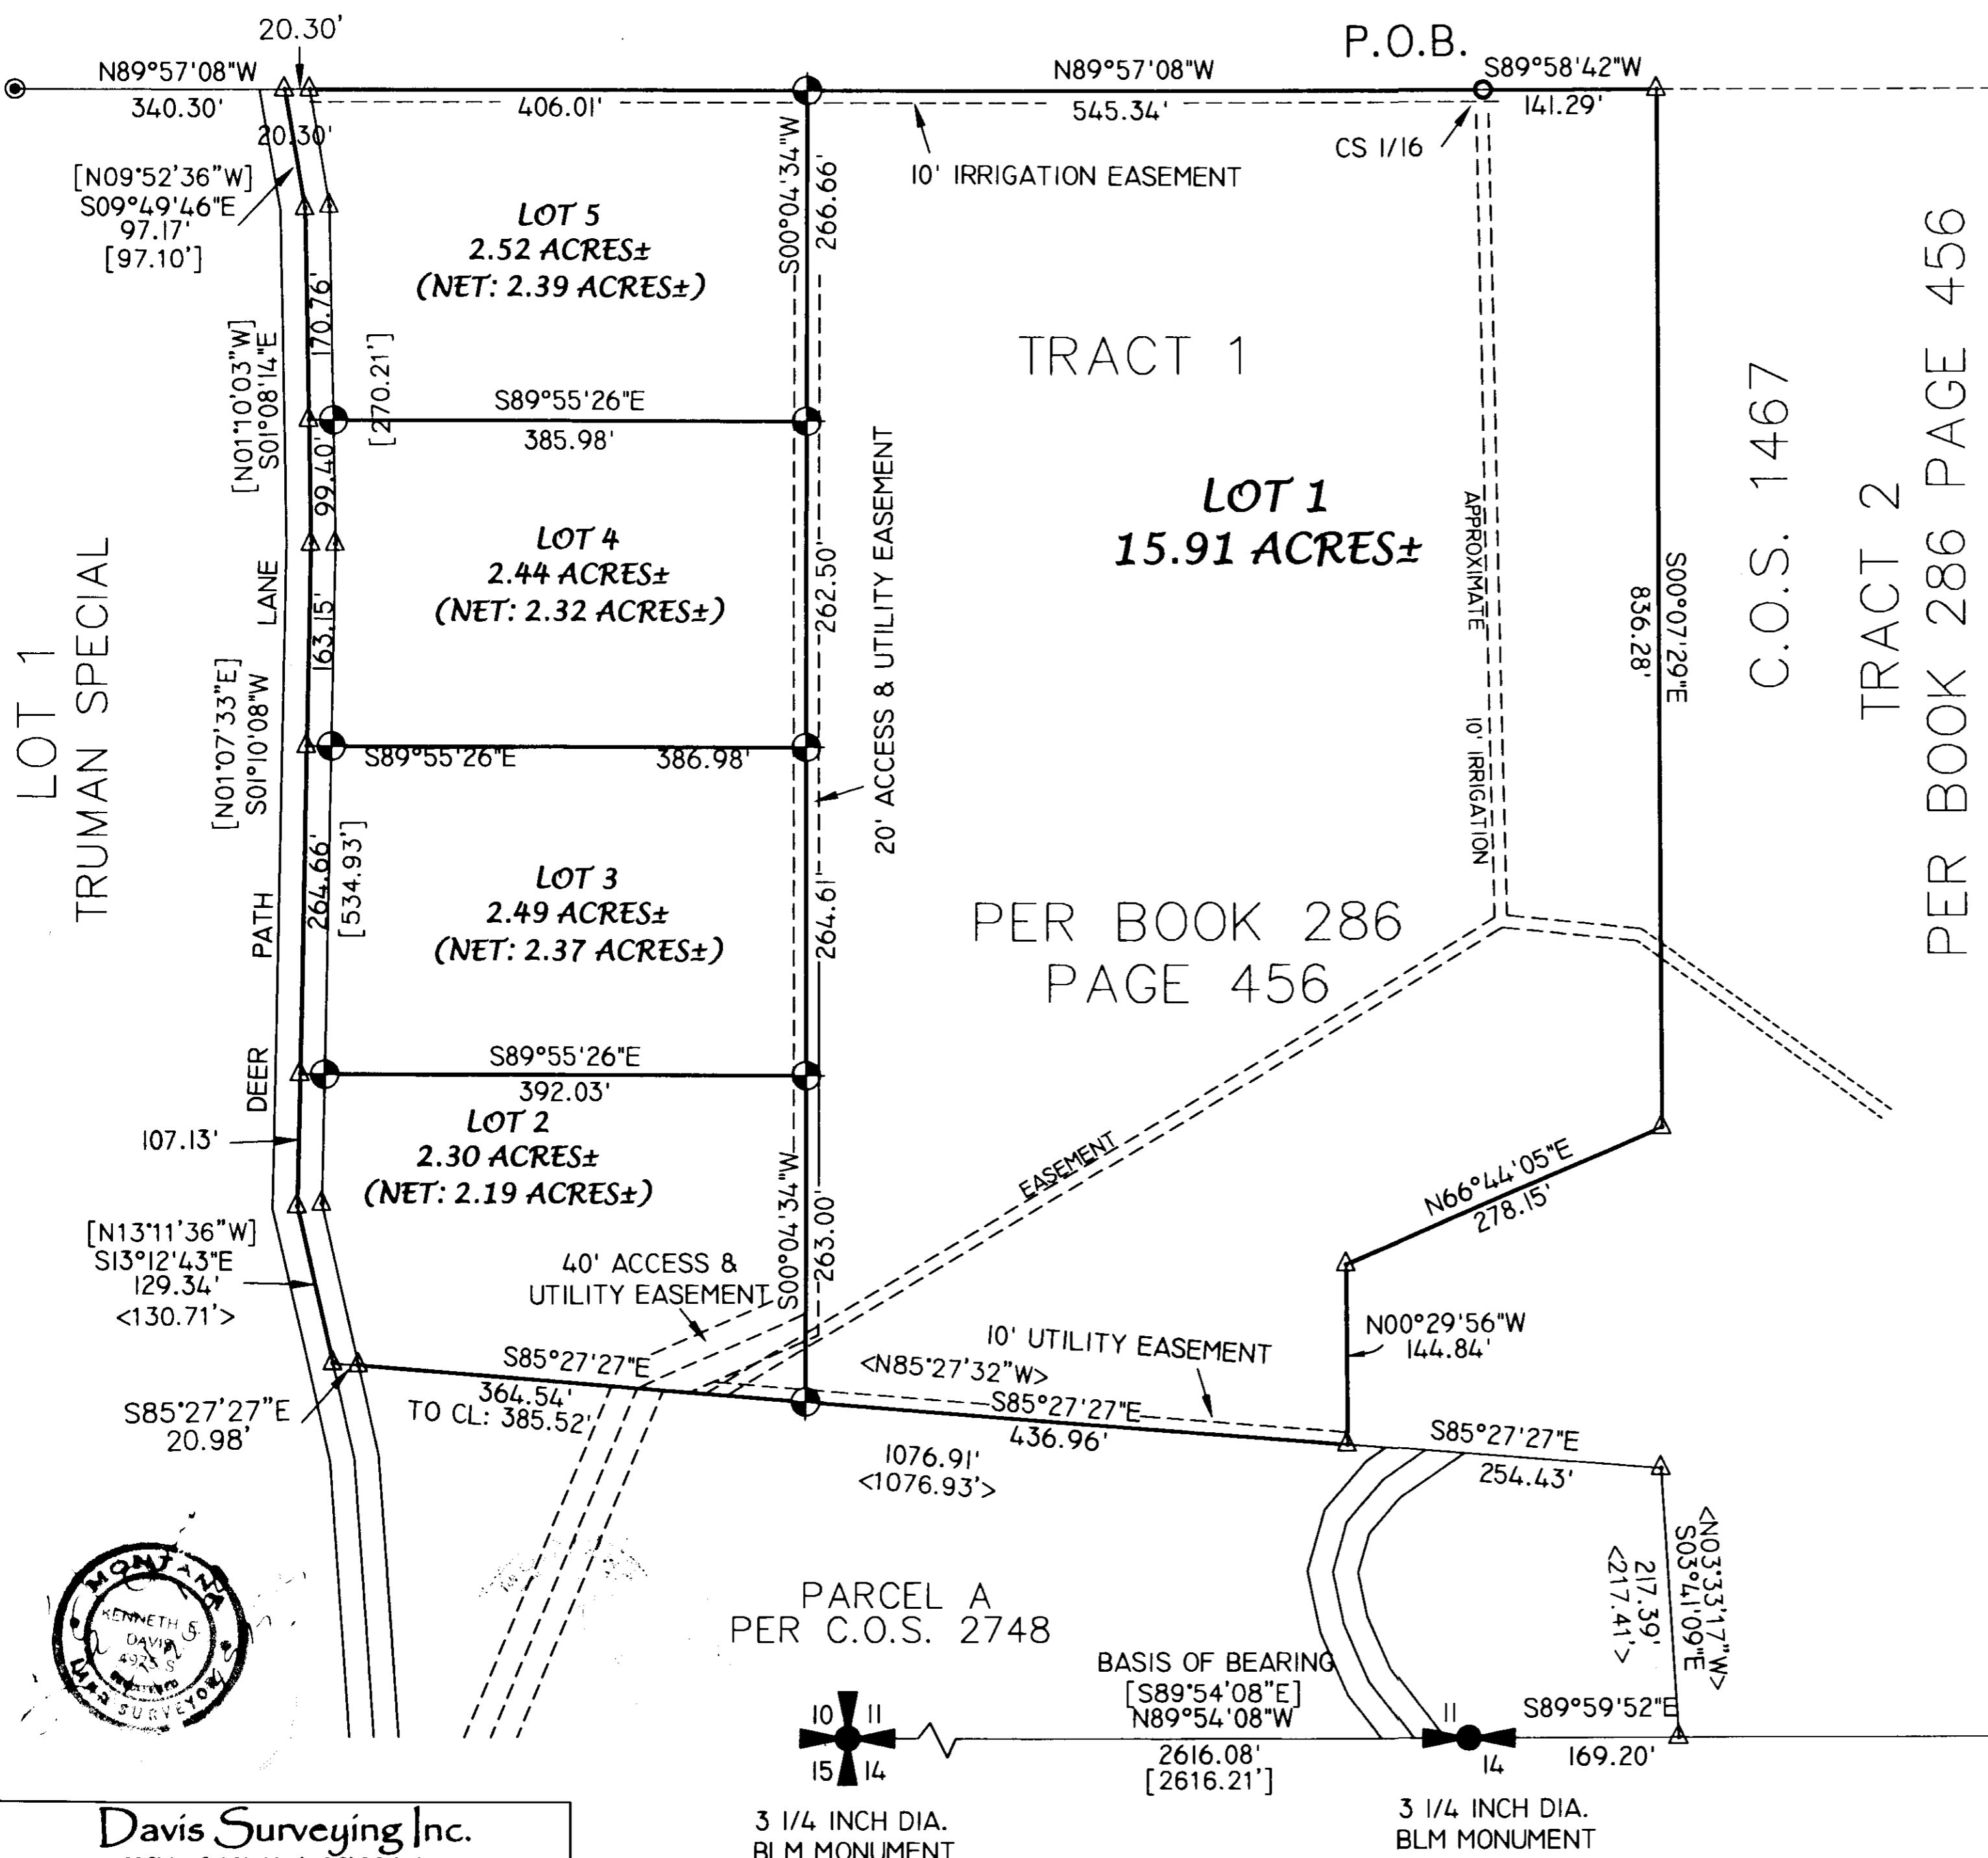 20.30'
P.O.B.
N89°57'08"W
N89°57'08"W
S89°58'42"W
340.30'
406.01'
545.34'
141.29'
20.30'
CS 1/16
10' IRRIGATION EASEMENT
[N09°52'36"W]
S09°49'46"E
97.17'
[97.10']
S00°04'34"W
266.66'
LOT 5
2.52 ACRES±
(NET: 2.39 ACRES±)
170.76'
[N01°10'03"W]
S01°08'14"E
[270.21']
TRACT 1
S89°55'26"E
385.98'
99.40'
LOT 1
15.91 ACRES±
LOT 4
2.44 ACRES±
(NET: 2.32 ACRES±)
262.50'
20' ACCESS & UTILITY EASEMENT
APPROXIMATE
10' IRRIGATION
S00°07'29"E
836.28'
C.O.S. 1467
TRACT 2
PER BOOK 286 PAGE 456
LOT 1
TRUMAN SPECIAL
DEER PATH LANE
163.15'
[N01°07'33"E]
S01°10'08"W
S89°55'26"E
386.98'
264.66'
[534.93']
LOT 3
2.49 ACRES±
(NET: 2.37 ACRES±)
264.61'
PER BOOK 286
PAGE 456
S89°55'26"E
392.03'
107.13'
LOT 2
2.30 ACRES±
(NET: 2.19 ACRES±)
S00°04'34"W
263.00'
EASEMENT
N66°44'05"E
278.15'
[N13°11'36"W]
S13°12'43"E
129.34'
<130.71'>
40' ACCESS &
UTILITY EASEMENT
N00°29'56"W
144.84'
10' UTILITY EASEMENT
<N85°27'32"W>
S85°27'27"E
364.54'
TO CL: 385.52'
S85°27'27"E
20.98'
S85°27'27"E
436.96'
1076.91'
<1076.93'>
S85°27'27"E
254.43'
<N03°33'17"W>
S03°41'09"E
217.39'
<217.41'>
MONTANA
KENNETH S.
DAVIS
4975 S
LAND SURVEYOR
PARCEL A
PER C.O.S. 2748
BASIS OF BEARING
[S89°54'08"E]
N89°54'08"W
2616.08'
[2616.21']
10 11
15 14
11
14
S89°59'52"E
169.20'
3 1/4 INCH DIA.
BLM MONUMENT
3 1/4 INCH DIA.
BLM MONUMENT
Davis Surveying Inc.